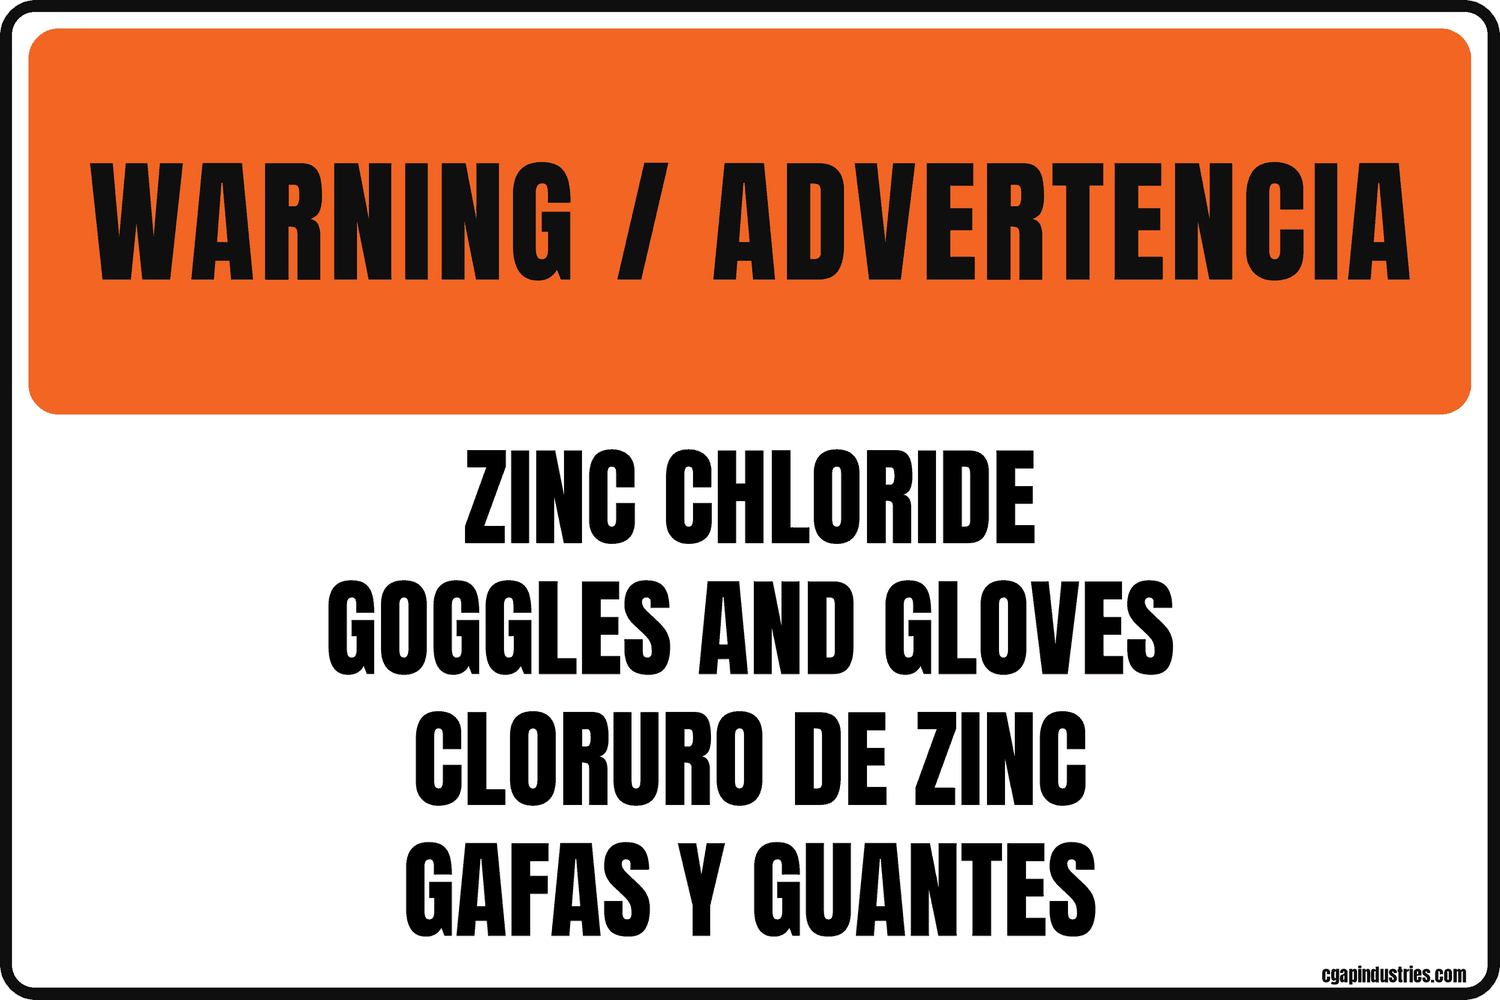 WARNING / ADVERTENCIA
ZINC CHLORIDE
GOGGLES AND GLOVES
CLORURO DE ZINC
GAFAS Y GUANTES
cgapindustries.com